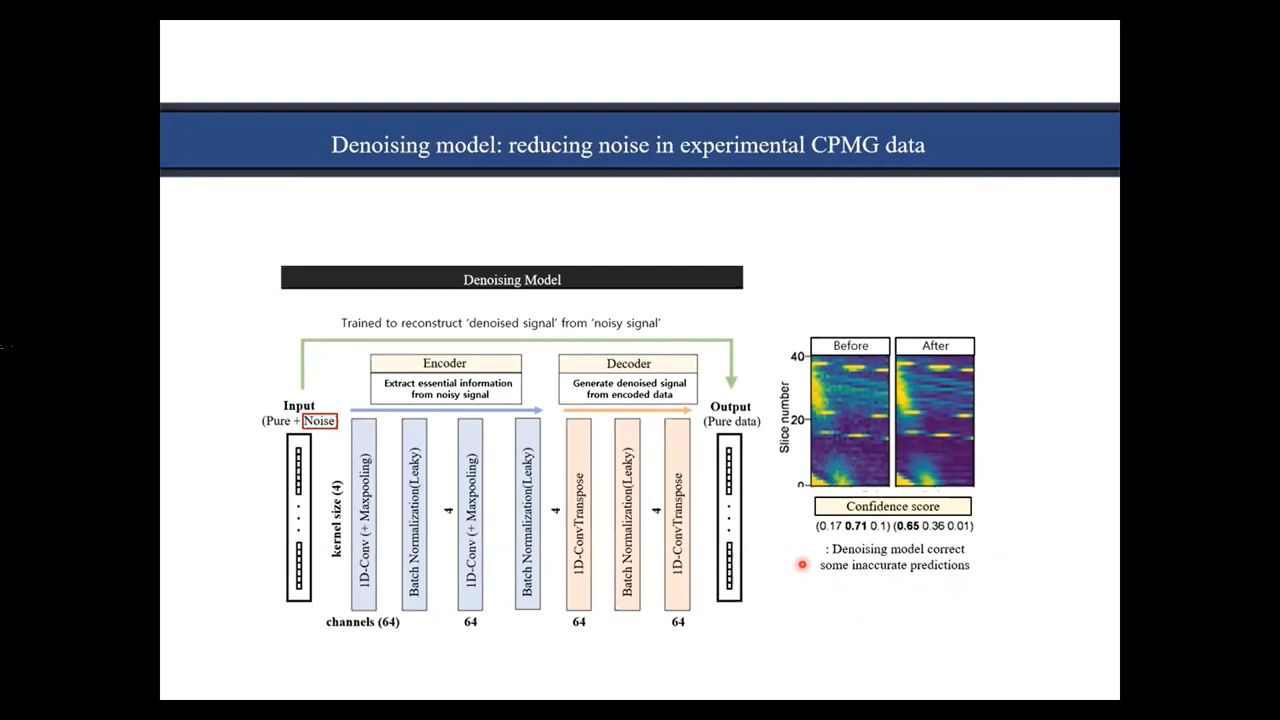 Denoising model: reducing noise in experimental CPMG data
Denoising Model
Trained to reconstruct ‘denoised signal’ from ‘noisy signal’
Encoder
Extract essential information
from noisy signal
Decoder
Generate denoised signal
from encoded data
Input
(Pure + Noise)
Output
(Pure data)
kernel size (4)
1D-Conv (+ Maxpooling)
Batch Normalization(Leaky)
4
1D-Conv (+ Maxpooling)
Batch Normalization(Leaky)
4
1D-ConvTranspose
Batch Normalization(Leaky)
4
1D-ConvTranspose
channels (64)
64
64
64
Before
After
Slice number
40
20
0
Confidence score
(0.17 0.71 0.1) (0.65 0.36 0.01)
: Denoising model correct
some inaccurate predictions